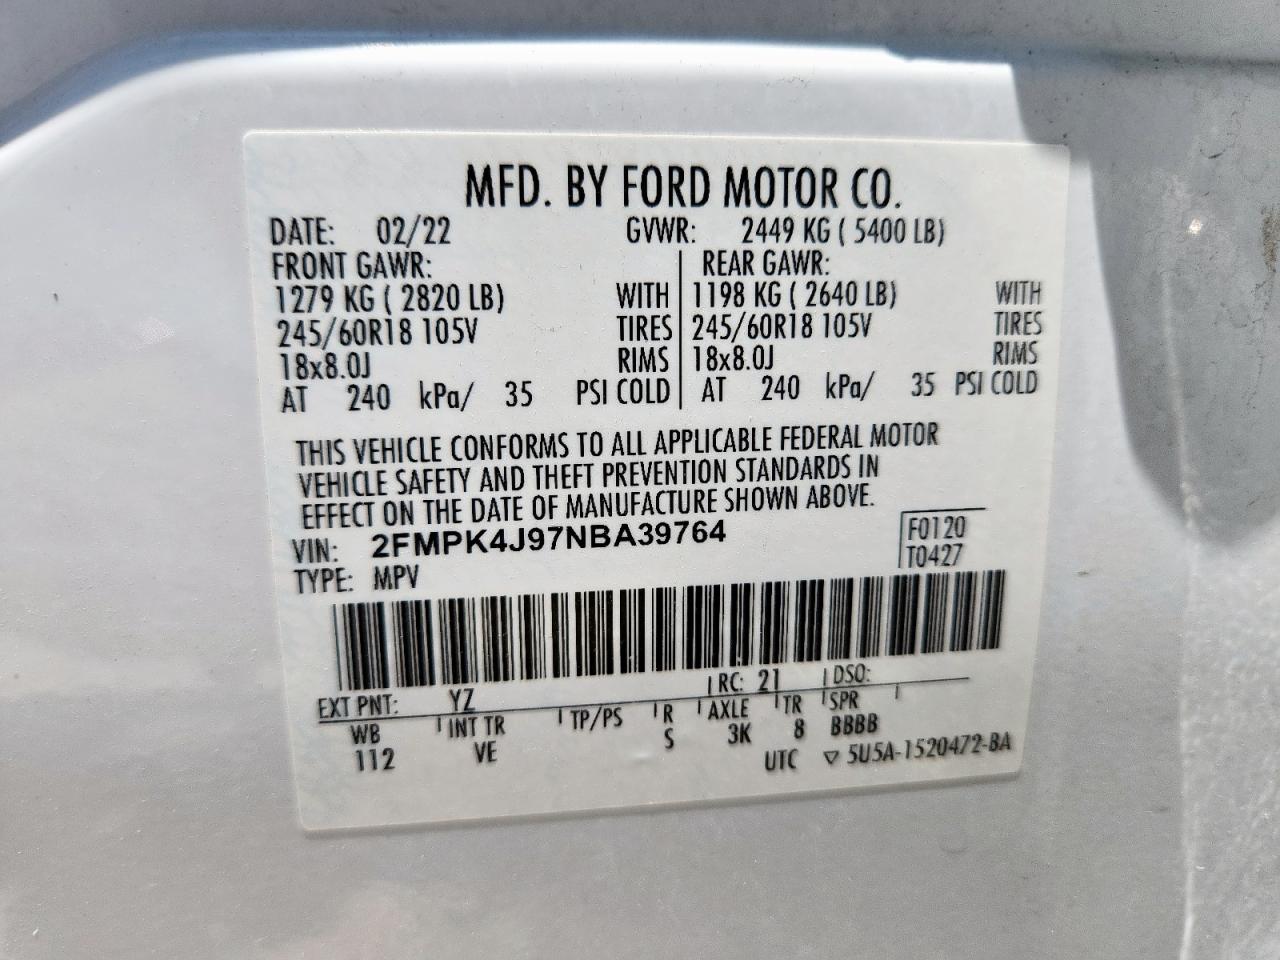 MFD. BY FORD MOTOR CO.
DATE: 02/22 GVWR: 2449 KG ( 5400 LB)
FRONT GAWR: REAR GAWR:
1279 KG ( 2820 LB) WITH 1198 KG ( 2640 LB) WITH
245/60R18 105V TIRES 245/60R18 105V TIRES
18x8.0J RIMS 18x8.0J RIMS
AT 240 kPa/ 35 PSI COLD AT 240 kPa/ 35 PSI COLD
THIS VEHICLE CONFORMS TO ALL APPLICABLE FEDERAL MOTOR
VEHICLE SAFETY AND THEFT PREVENTION STANDARDS IN
EFFECT ON THE DATE OF MANUFACTURE SHOWN ABOVE.
VIN: 2FMPK4J97NBA39764 F0120
TYPE: MPV T0427
EXT PNT: YZ RC: 21 DSO:
WB INT TR TP/PS R AXLE TR SPR
112 VE S 3K 8 BBBB
UTC ▽ 5U5A-1520472-BA